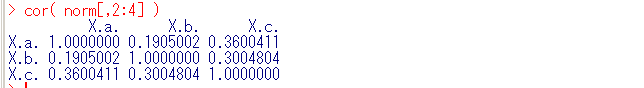 > cor( norm[,2:4] )
X.a. X.b. X.c.
X.a. 1.0000000 0.1905002 0.3600411
X.b. 0.1905002 1.0000000 0.3004804
X.c. 0.3600411 0.3004804 1.0000000
>